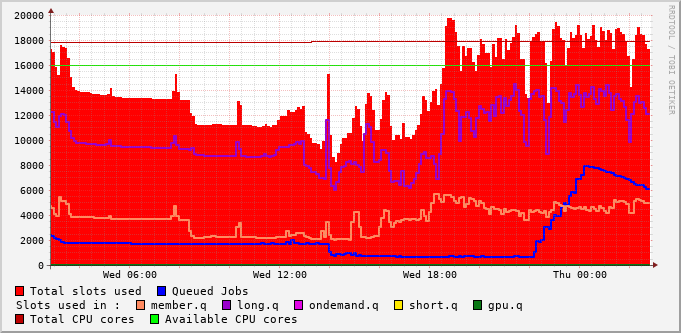 20000
18000
16000
14000
12000
10000
8000
6000
4000
2000
0
Wed 06:00 Wed 12:00 Wed 18:00 Thu 00:00
Total slots used Queued Jobs
Slots used in : member.q long.q ondemand.q short.q gpu.q
Total CPU cores Available CPU cores
RRDTOOL / TOBI OETIKER